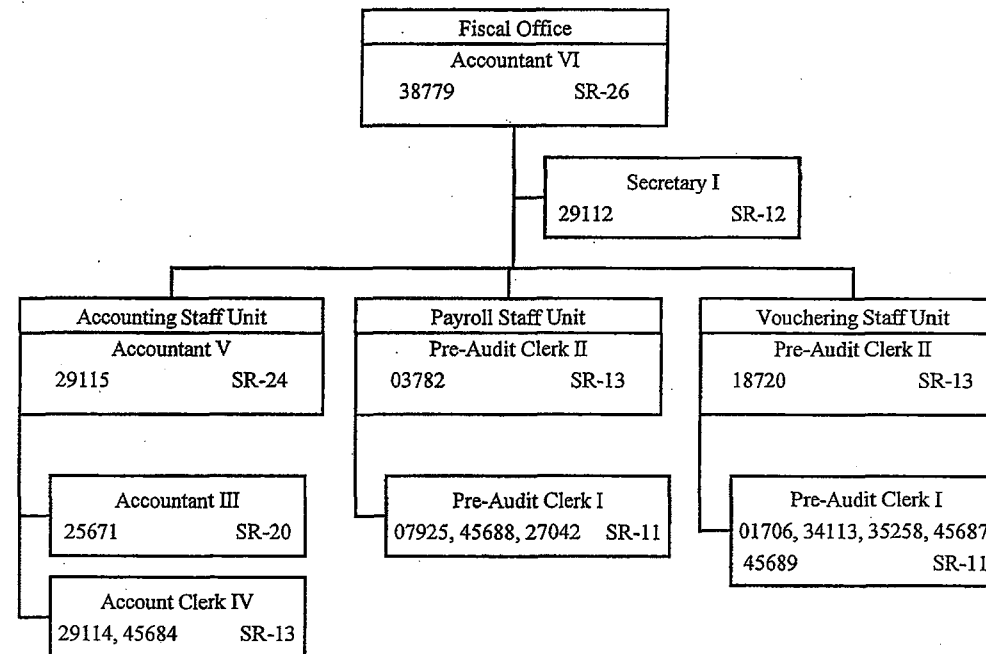 Fiscal Office
Accountant VI
38779 SR-26
Secretary I
29112 SR-12
Accounting Staff Unit
Accountant V
29115 SR-24
Payroll Staff Unit
Pre-Audit Clerk II
03782 SR-13
Vouchering Staff Unit
Pre-Audit Clerk II
18720 SR-13
Accountant III
25671 SR-20
Account Clerk IV
29114, 45684 SR-13
Pre-Audit Clerk I
07925, 45688, 27042 SR-11
Pre-Audit Clerk I
01706, 34113, 35258, 45687
45689 SR-11